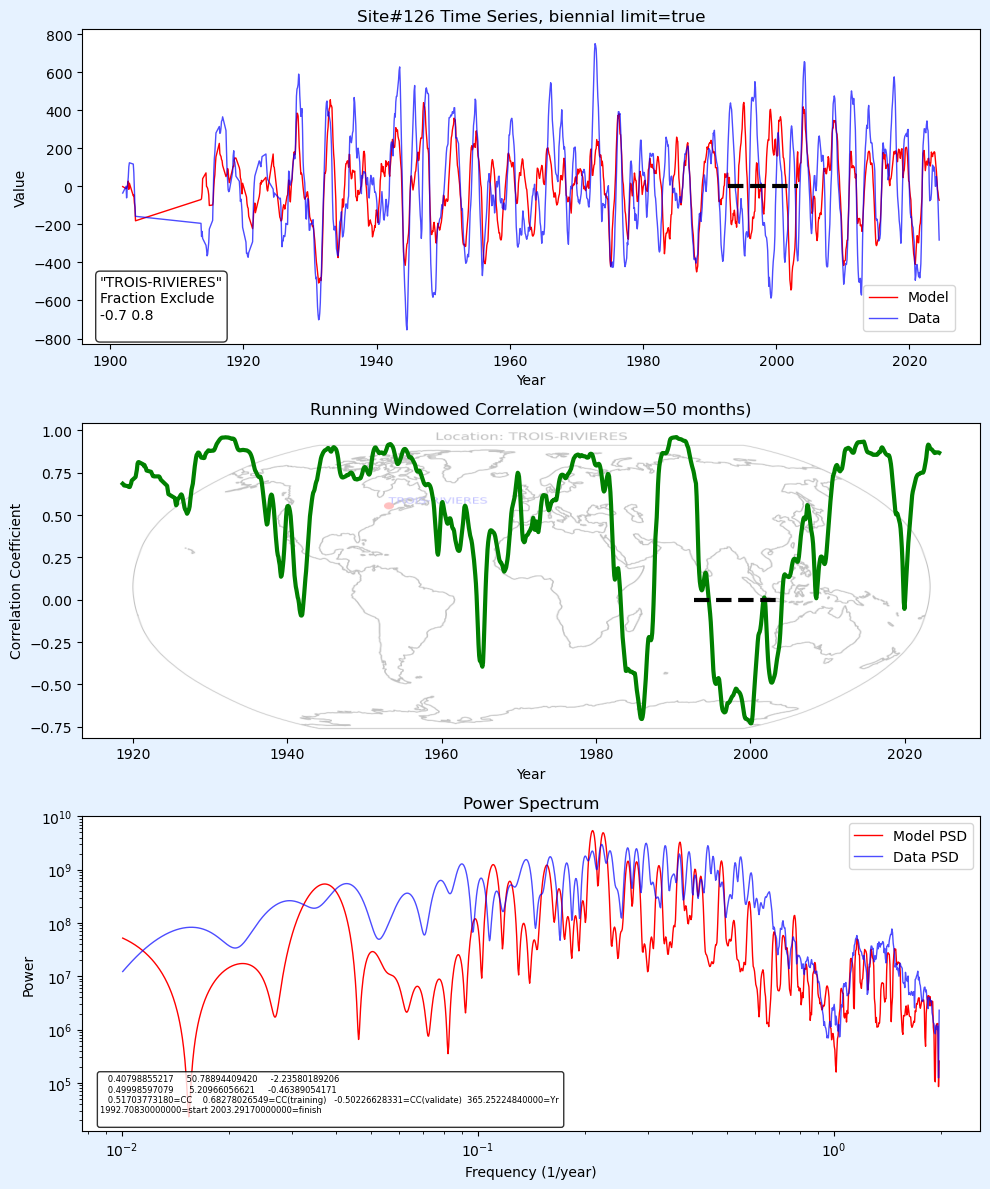 Site#126 Time Series, biennial limit=true
800
600
400
200
0
−200
−400
−600
−800
Value
"TROIS-RIVIERES"
Fraction Exclude
-0.7 0.8
Model
Data
1900 1920 1940 1960 1980 2000 2020
Year
Running Windowed Correlation (window=50 months)
Location: TROIS-RIVIERES
TROIS-RIVIERES
1.00
0.75
0.50
0.25
0.00
−0.25
−0.50
−0.75
Correlation Coefficient
1920 1940 1960 1980 2000 2020
Year
Power Spectrum
10^10
10^9
10^8
10^7
10^6
10^5
Power
Model PSD
Data PSD
0.40798855217 50.78894409420 -2.23580189206
0.49998597079 5.20966056621 -0.46389054171
0.51703773180=CC 0.68278026549=CC(training) -0.50226628331=CC(validate) 365.25224840000=Yr
1992.70830000000=start 2003.29170000000=finish
10^−2 10^−1 10^0
Frequency (1/year)